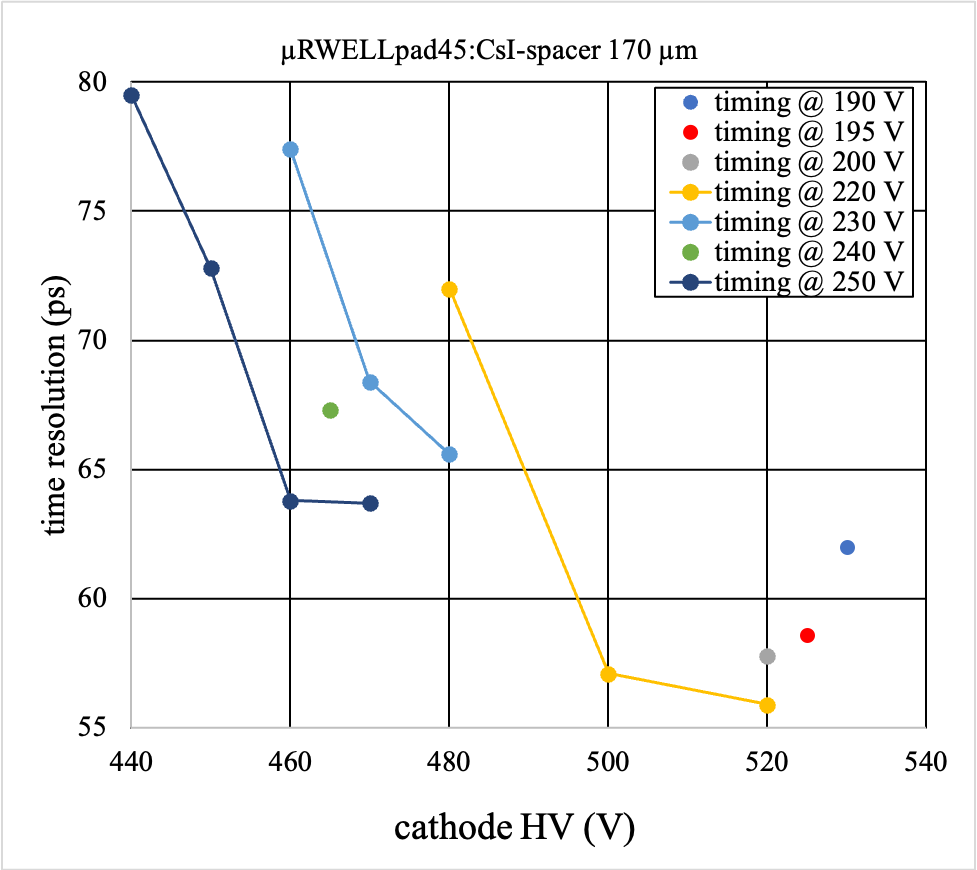 µRWELLpad45:CsI-spacer 170 µm
80
75
70
65
60
55
time resolution (ps)
timing @ 190 V
timing @ 195 V
timing @ 200 V
timing @ 220 V
timing @ 230 V
timing @ 240 V
timing @ 250 V
440 460 480 500 520 540
cathode HV (V)